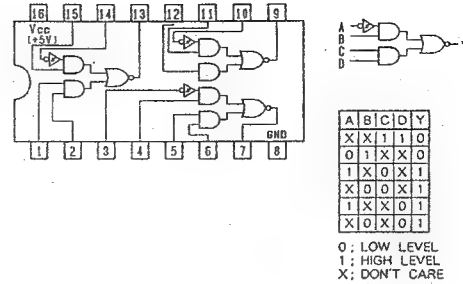 16 15 14 13 12 11 10 9
Vcc
[+5V]
GND
1 2 3 4 5 6 7 8
A
B
C
D
Y
A B C D Y
X X 1 1 0
0 1 X X 0
1 X 0 X 1
X 0 0 X 1
1 X X 0 1
X 0 X 0 1
0 ; LOW LEVEL
1 ; HIGH LEVEL
X ; DON'T CARE